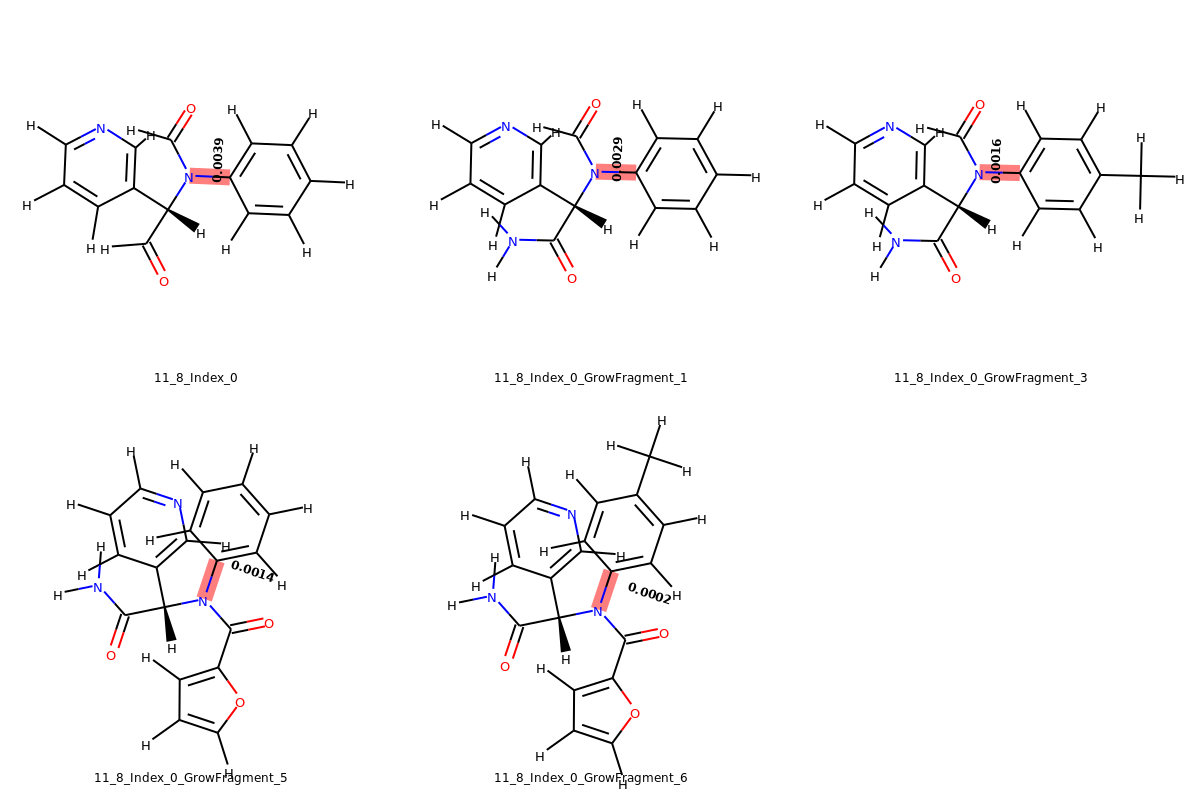 H N H H O H H
H N 0.0039 H
H H H H H H
O
H N H H O H H
H N 0.0029 H
H H N H H H H
H O
H N H H O H H H
H N 0.0016 H
H H N H H H H
H O
11_8_Index_0
11_8_Index_0_GrowFragment_1
11_8_Index_0_GrowFragment_3
H H H
H N H
H H H H 0.0014 H
H N N
O H O
H O
H H
11_8_Index_0_GrowFragment_5
H H H
H H H
H N H
H H H H 0.0002 H
H N N
O H O
H O
H H
11_8_Index_0_GrowFragment_6